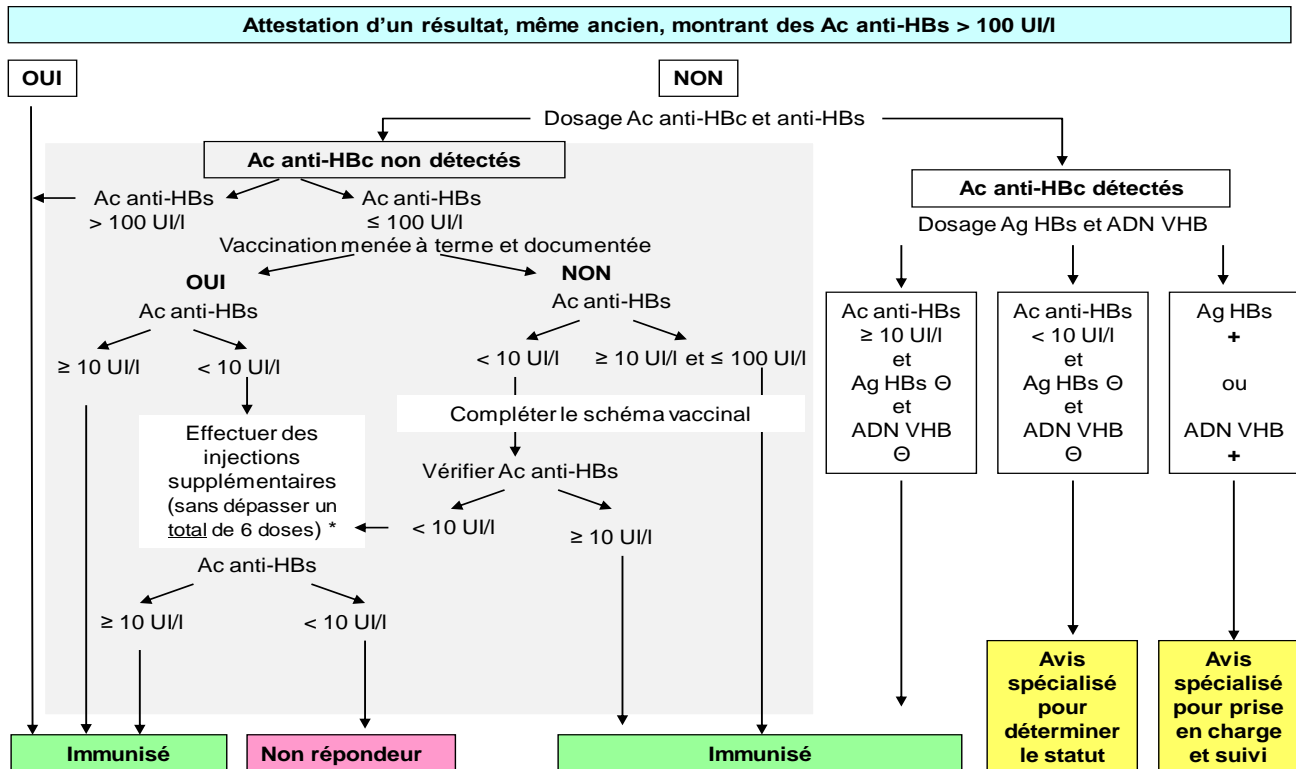 Attestation d'un résultat, même ancien, montrant des Ac anti-HBs > 100 UI/l
OUI
NON
Dosage Ac anti-HBc et anti-HBs
Ac anti-HBc non détectés
Ac anti-HBs
> 100 UI/l
Ac anti-HBs
≤ 100 UI/l
Vaccination menée à terme et documentée
OUI
Ac anti-HBs
≥ 10 UI/l
< 10 UI/l
Effectuer des
injections
supplémentaires
(sans dépasser un
total de 6 doses) *
Ac anti-HBs
≥ 10 UI/l
< 10 UI/l
NON
Ac anti-HBs
< 10 UI/l
≥ 10 UI/l et ≤ 100 UI/l
Compléter le schéma vaccinal
Vérifier Ac anti-HBs
< 10 UI/l
≥ 10 UI/l
Ac anti-HBc détectés
Dosage Ag HBs et ADN VHB
Ac anti-HBs
≥ 10 UI/l
et
Ag HBs Θ
et
ADN VHB
Θ
Ac anti-HBs
< 10 UI/l
et
Ag HBs Θ
et
ADN VHB
Θ
Ag HBs
+
ou
ADN VHB
+
Immunisé
Non répondeur
Immunisé
Avis
spécialisé
pour
déterminer
le statut
Avis
spécialisé
pour prise
en charge
et suivi